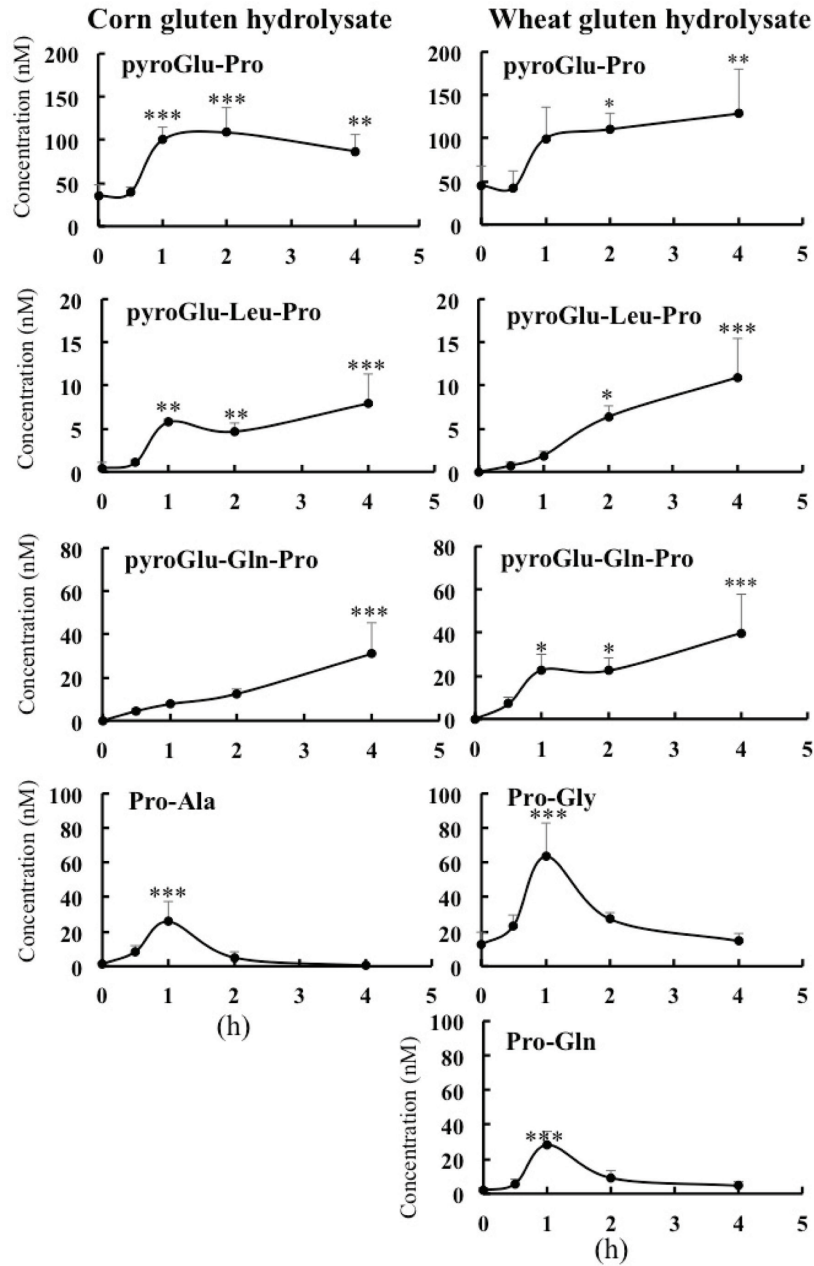 Corn gluten hydrolysate
Wheat gluten hydrolysate
Concentration (nM)
200
150
100
50
0
pyroGlu-Pro
***
***
**
0 1 2 3 4 5
200
150
100
50
0
pyroGlu-Pro
*
**
0 1 2 3 4 5
Concentration (nM)
20
15
10
5
0
pyroGlu-Leu-Pro
**
**
***
0 1 2 3 4 5
20
15
10
5
0
pyroGlu-Leu-Pro
*
***
0 1 2 3 4 5
Concentration (nM)
80
60
40
20
0
pyroGlu-Gln-Pro
***
0 1 2 3 4 5
80
60
40
20
0
pyroGlu-Gln-Pro
*
*
***
0 1 2 3 4 5
Concentration (nM)
100
80
60
40
20
0
Pro-Ala
***
0 1 2 3 4 5
(h)
100
80
60
40
20
0
Pro-Gly
***
0 1 2 3 4 5
Concentration (nM)
100
80
60
40
20
0
Pro-Gln
***
0 1 2 3 4 5
(h)